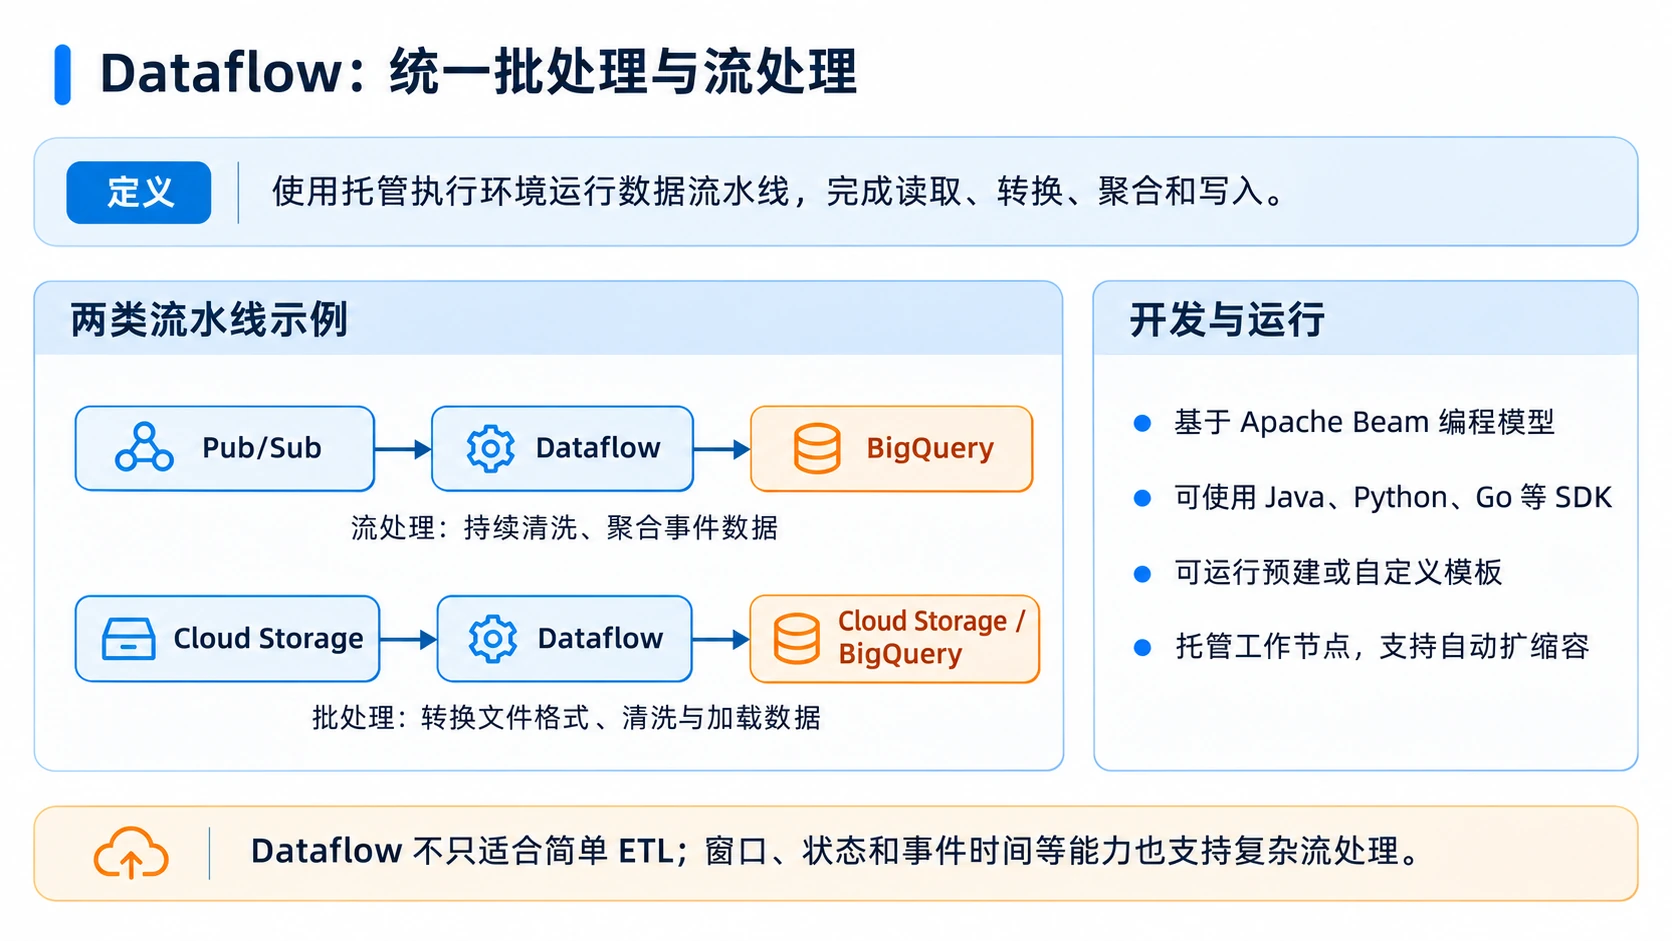 Dataflow：统一批处理与流处理
定义
使用托管执行环境运行数据流水线，完成读取、转换、聚合和写入。
两类流水线示例
Pub/Sub
Dataflow
BigQuery
流处理：持续清洗、聚合事件数据
Cloud Storage
Dataflow
Cloud Storage /
BigQuery
批处理：转换文件格式、清洗与加载数据
开发与运行
基于 Apache Beam 编程模型
可使用 Java、Python、Go 等 SDK
可运行预建或自定义模板
托管工作节点，支持自动扩缩容
Dataflow 不只适合简单 ETL；窗口、状态和事件时间等能力也支持复杂流处理。